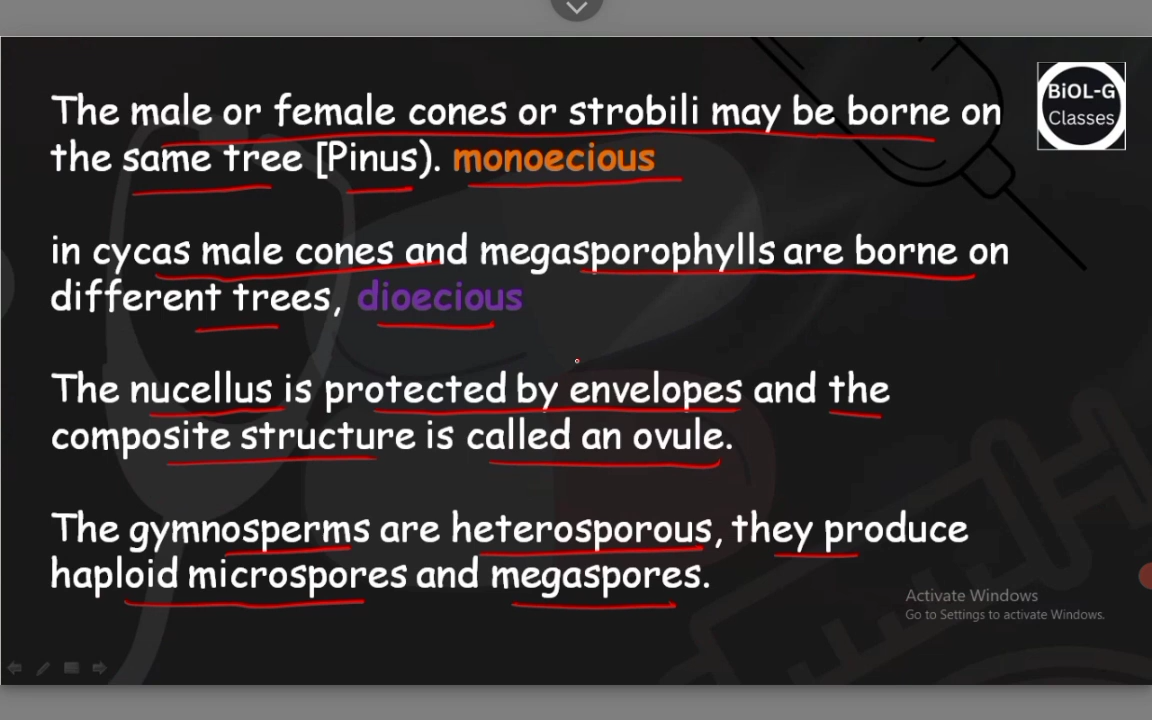 BiOL-G
Classes
The male or female cones or strobili may be borne on
the same tree [Pinus). monoecious
in cycas male cones and megasporophylls are borne on
different trees, dioecious
The nucellus is protected by envelopes and the
composite structure is called an ovule.
The gymnosperms are heterosporous, they produce
haploid microspores and megaspores.
Activate Windows
Go to Settings to activate Windows.